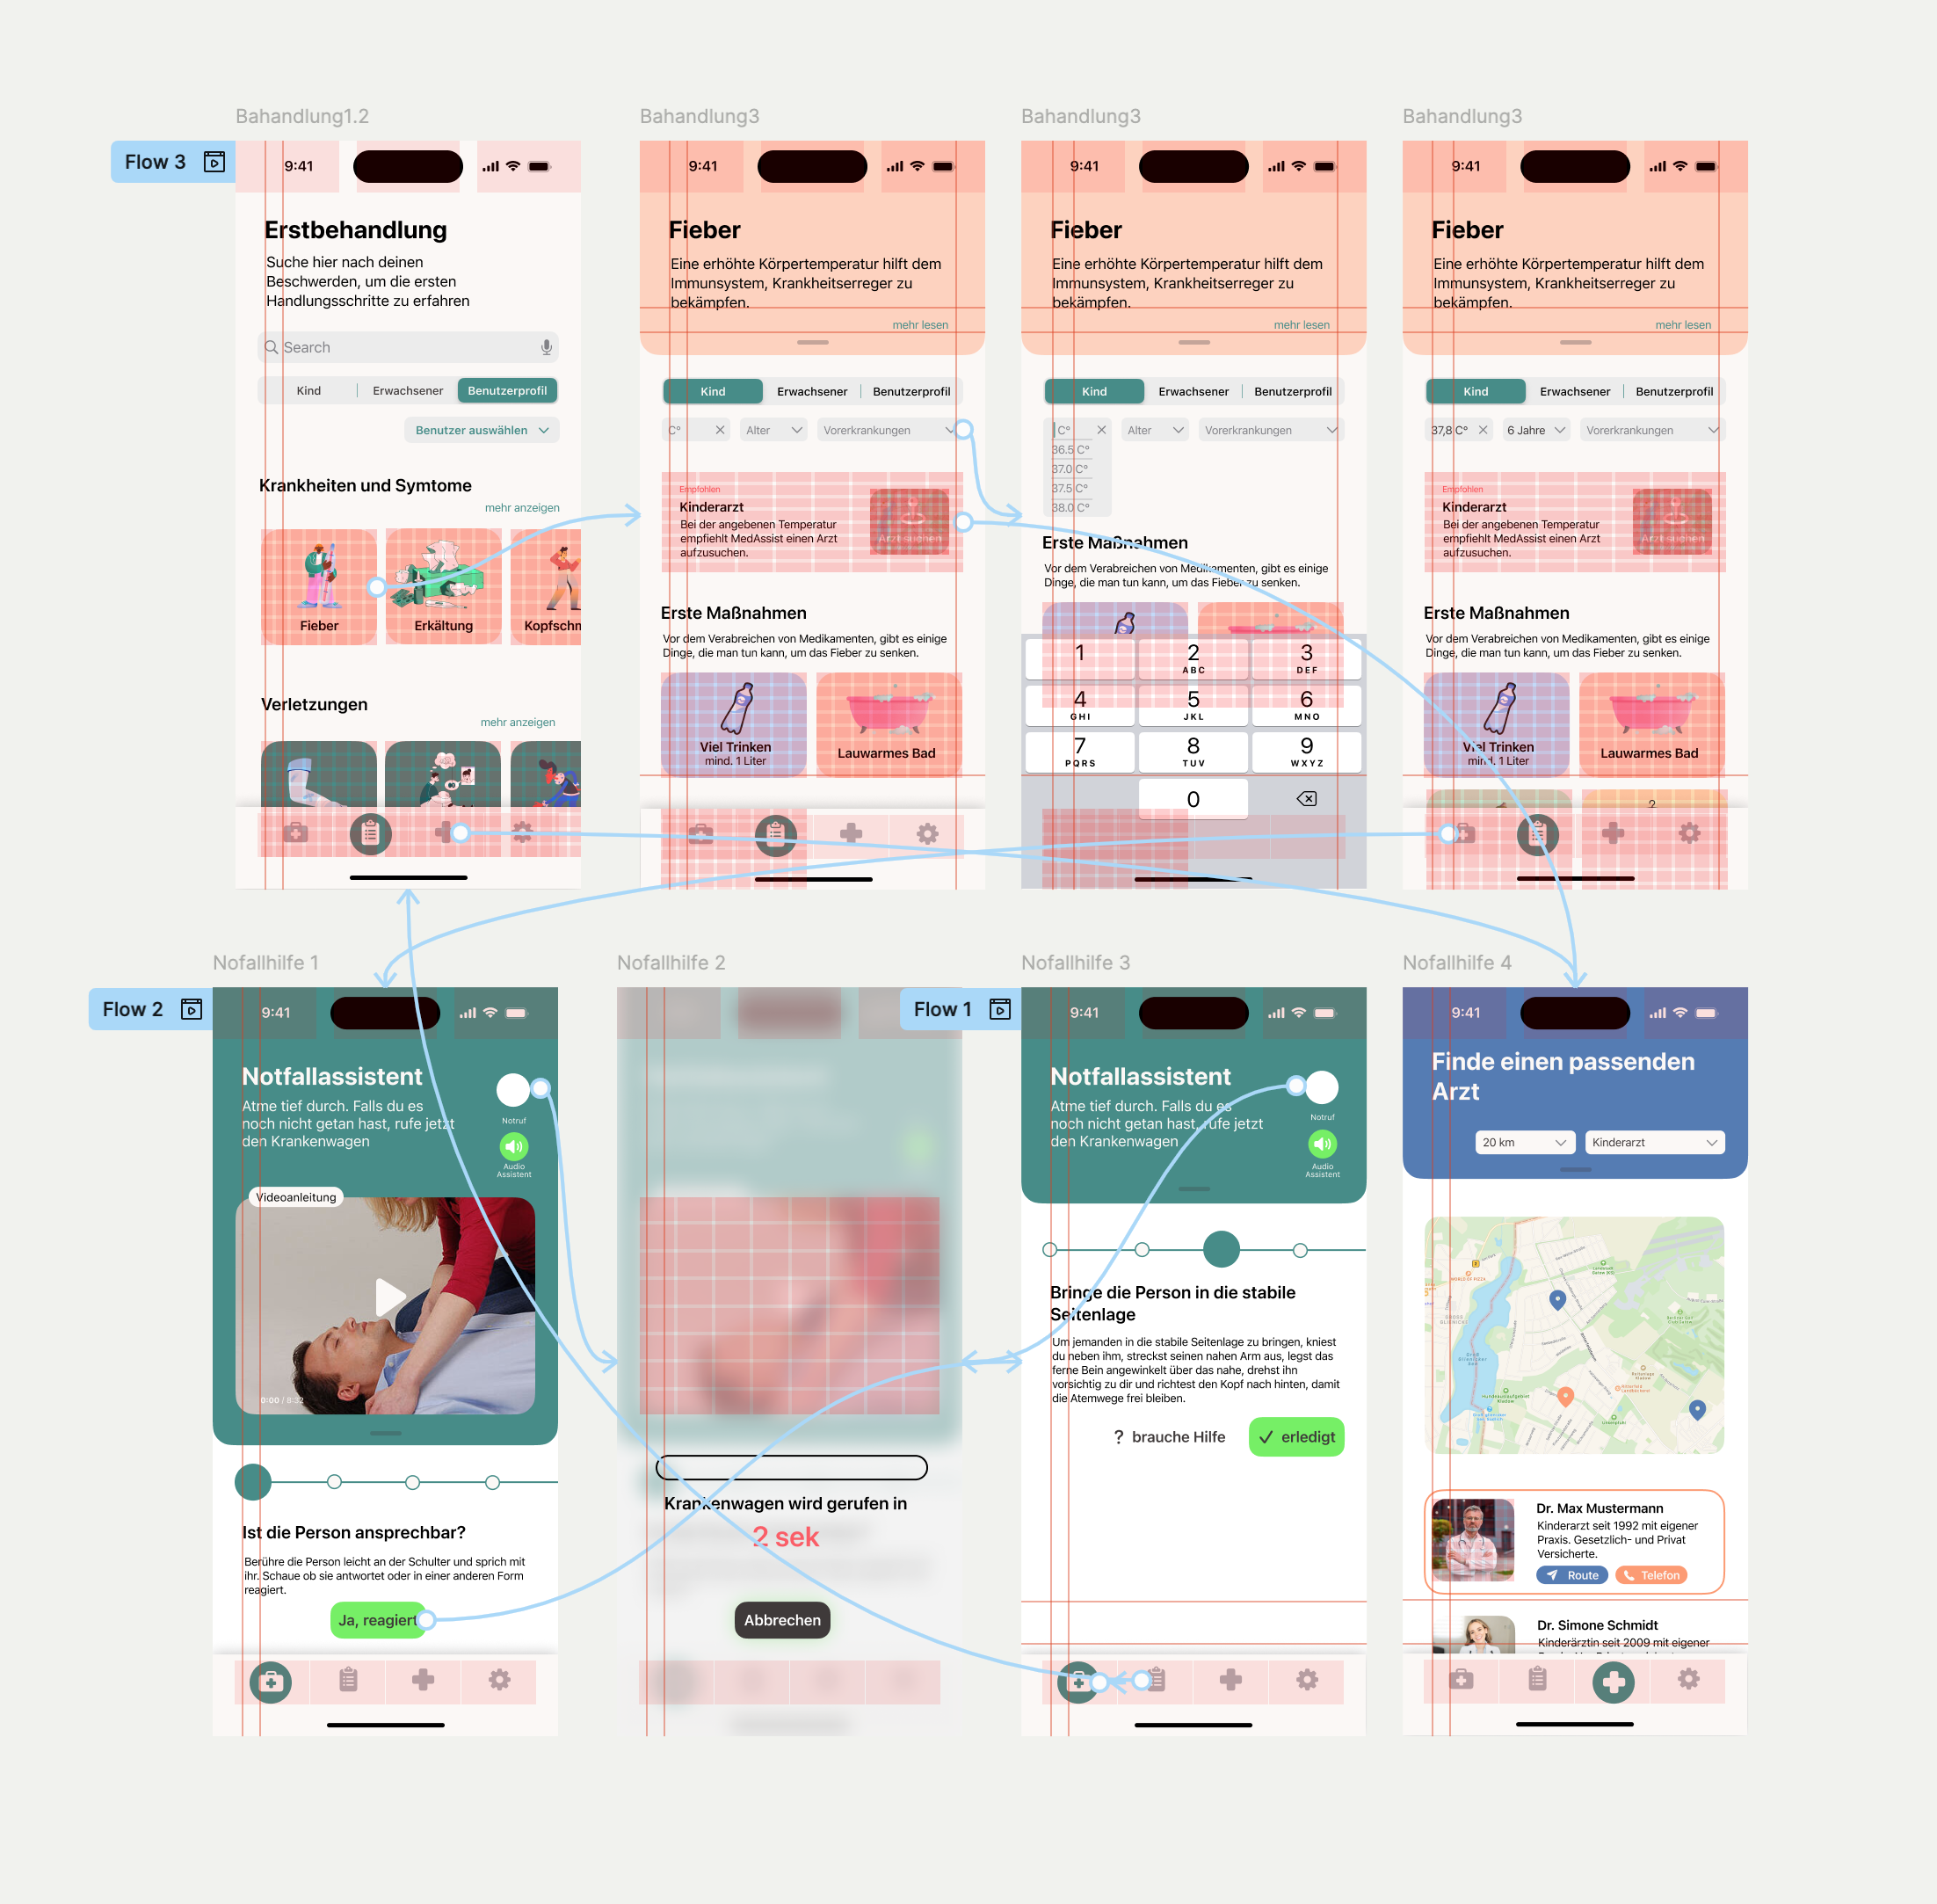 Bahandlung1.2
Flow 3
9:41
Erstbehandlung
Suche hier nach deinen
Beschwerden, um die ersten
Handlungsschritte zu erfahren
Search
Kind
Erwachsener
Benutzerprofil
Benutzer auswählen
Krankheiten und Symtome
mehr anzeigen
Fieber
Erkältung
Kopfschm
Verletzungen
mehr anzeigen
Bahandlung3
9:41
Fieber
Eine erhöhte Körpertemperatur hilft dem
Immunsystem, Krankheitserreger zu
bekämpfen.
mehr lesen
Kind
Erwachsener
Benutzerprofil
C°
Alter
Vorerkrankungen
Empfohlen
Kinderarzt
Bei der angebenen Temperatur
empfiehlt MedAssist einen Arzt
aufzusuchen.
Arzt suchen
Erste Maßnahmen
Vor dem Verabreichen von Medikamenten, gibt es einige
Dinge, die man tun kann, um das Fieber zu senken.
Viel Trinken
mind. 1 Liter
Lauwarmes Bad
Bahandlung3
9:41
Fieber
Eine erhöhte Körpertemperatur hilft dem
Immunsystem, Krankheitserreger zu
bekämpfen.
mehr lesen
Kind
Erwachsener
Benutzerprofil
C°
Alter
Vorerkrankungen
36.5 C°
37.0 C°
37.5 C°
38.0 C°
Erste Maßnahmen
Vor dem Verabreichen von Medikamenten, gibt es einige
Dinge, die man tun kann, um das Fieber zu senken.
1
2
ABC
3
DEF
4
GHI
5
JKL
6
MNO
7
PQRS
8
TUV
9
WXYZ
0
Bahandlung3
9:41
Fieber
Eine erhöhte Körpertemperatur hilft dem
Immunsystem, Krankheitserreger zu
bekämpfen.
mehr lesen
Kind
Erwachsener
Benutzerprofil
37,8 C°
6 Jahre
Vorerkrankungen
Empfohlen
Kinderarzt
Bei der angebenen Temperatur
empfiehlt MedAssist einen Arzt
aufzusuchen.
Arzt suchen
Erste Maßnahmen
Vor dem Verabreichen von Medikamenten, gibt es einige
Dinge, die man tun kann, um das Fieber zu senken.
Viel Trinken
mind. 1 Liter
Lauwarmes Bad
Nofallhilfe 1
Flow 2
9:41
Notfallassistent
Atme tief durch. Falls du es
noch nicht getan hast, rufe jetzt
den Krankenwagen
Notruf
Audio
Assistent
Videoanleitung
0:00 / 8:32
Ist die Person ansprechbar?
Berühre die Person leicht an der Schulter und sprich mit
ihr. Schaue ob sie antwortet oder in einer anderen Form
reagiert.
Ja, reagiert
Nofallhilfe 2
Krankenwagen wird gerufen in
2 sek
Abbrechen
Nofallhilfe 3
Flow 1
9:41
Notfallassistent
Atme tief durch. Falls du es
noch nicht getan hast, rufe jetzt
den Krankenwagen
Notruf
Audio
Assistent
Bringe die Person in die stabile
Seitenlage
Um jemanden in die stabile Seitenlage zu bringen, kniest
du neben ihm, streckst seinen nahen Arm aus, legst das
ferne Bein angewinkelt über das nahe, drehst ihn
vorsichtig zu dir und richtest den Kopf nach hinten, damit
die Atemwege frei bleiben.
? brauche Hilfe
erledigt
Nofallhilfe 4
9:41
Finde einen passenden
Arzt
20 km
Kinderarzt
WORLD OF PIZZA
Dr. Max Mustermann
Kinderarzt seit 1992 mit eigener
Praxis. Gesetzlich- und Privat
Versicherte.
Route
Telefon
Dr. Simone Schmidt
Kinderärztin seit 2009 mit eigener